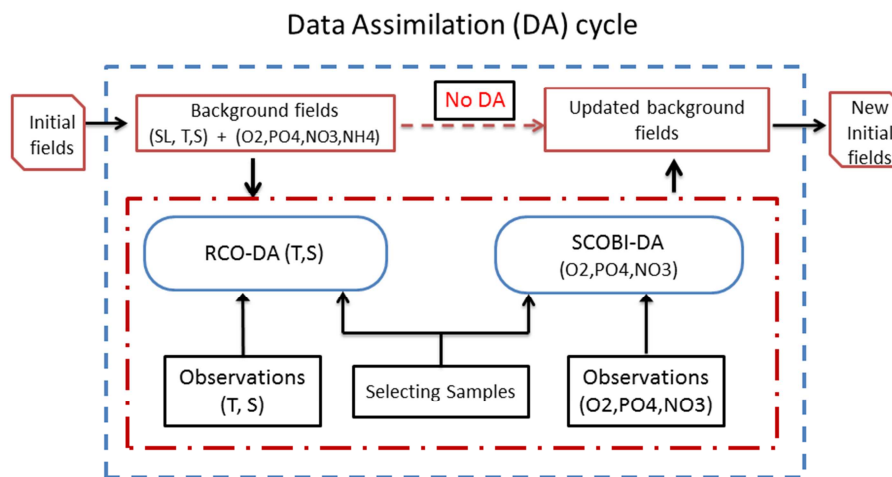 Data Assimilation (DA) cycle
Initial
fields
Background fields
(SL, T,S) + (O2,PO4,NO3,NH4)
No DA
Updated background
fields
New
Initial
fields
RCO-DA (T,S)
SCOBI-DA
(O2,PO4,NO3)
Observations
(T, S)
Selecting Samples
Observations
(O2,PO4,NO3)